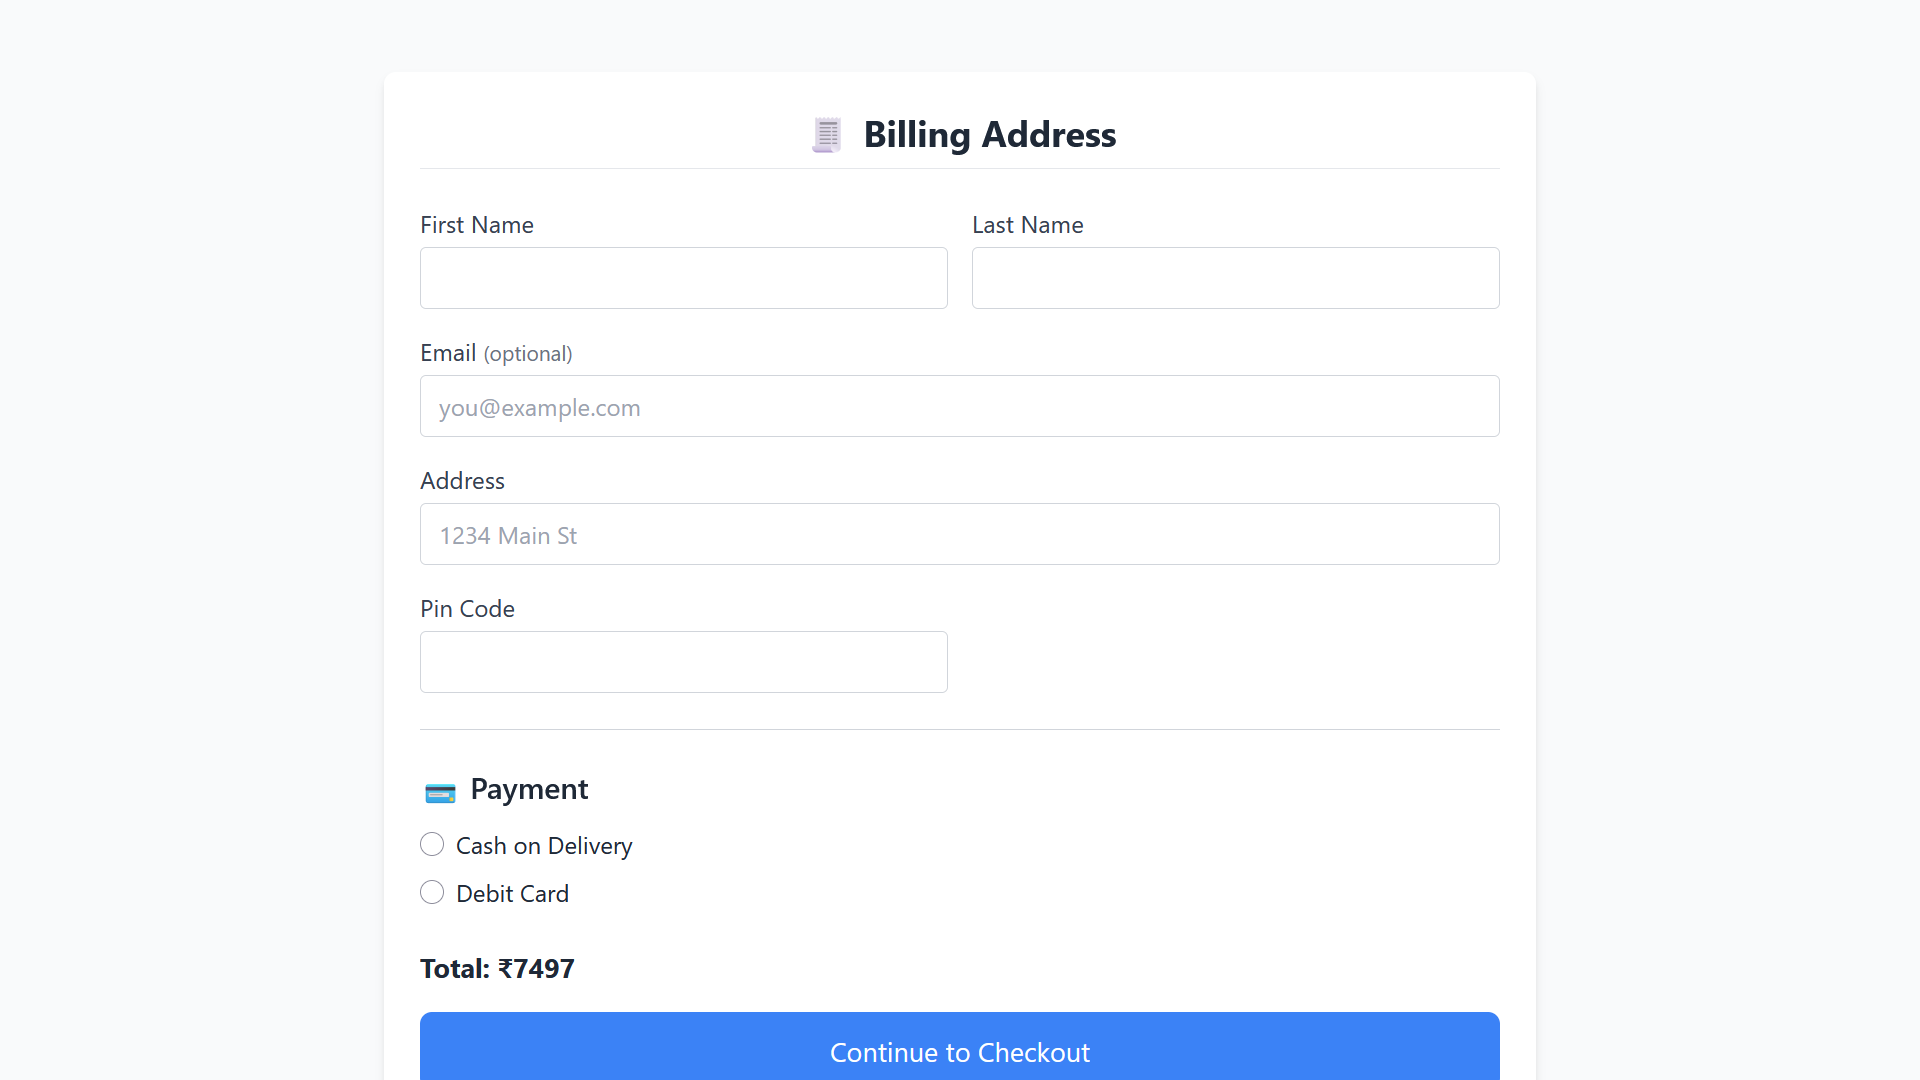 Billing Address
First Name
Last Name
Email (optional)
you@example.com
Address
1234 Main St
Pin Code
Payment
Cash on Delivery
Debit Card
Total: ₹7497
Continue to Checkout